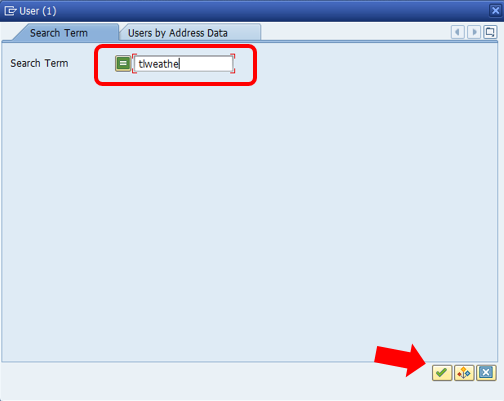 User (1)
Search Term
Users by Address Data
Search Term
tlweathe